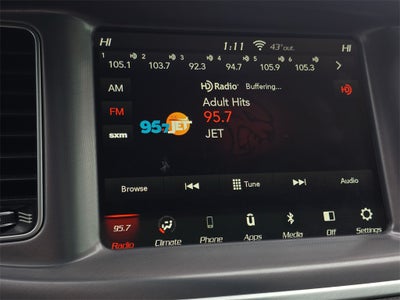 HI 1:11 43° out. HI
1 2 3 4 5 6
105.1 103.7 92.3 94.7 105.9 105.3
AM HD Radio Buffering... HD
Adult Hits
FM 95.7
95.7 JET JET
sxm
Browse Tune Audio
95.7
Radio Climate Phone Apps Media Off Settings